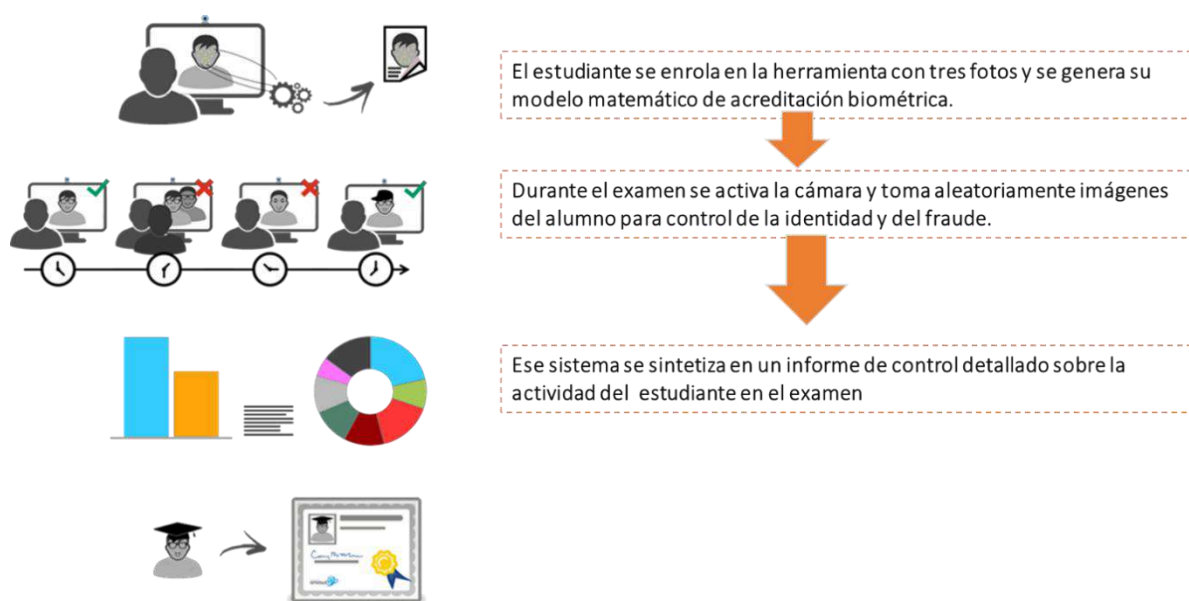 El estudiante se enrola en la herramienta con tres fotos y se genera su
modelo matemático de acreditación biométrica.
Durante el examen se activa la cámara y toma aleatoriamente imágenes
del alumno para control de la identidad y del fraude.
Ese sistema se sintetiza en un informe de control detallado sobre la
actividad del estudiante en el examen